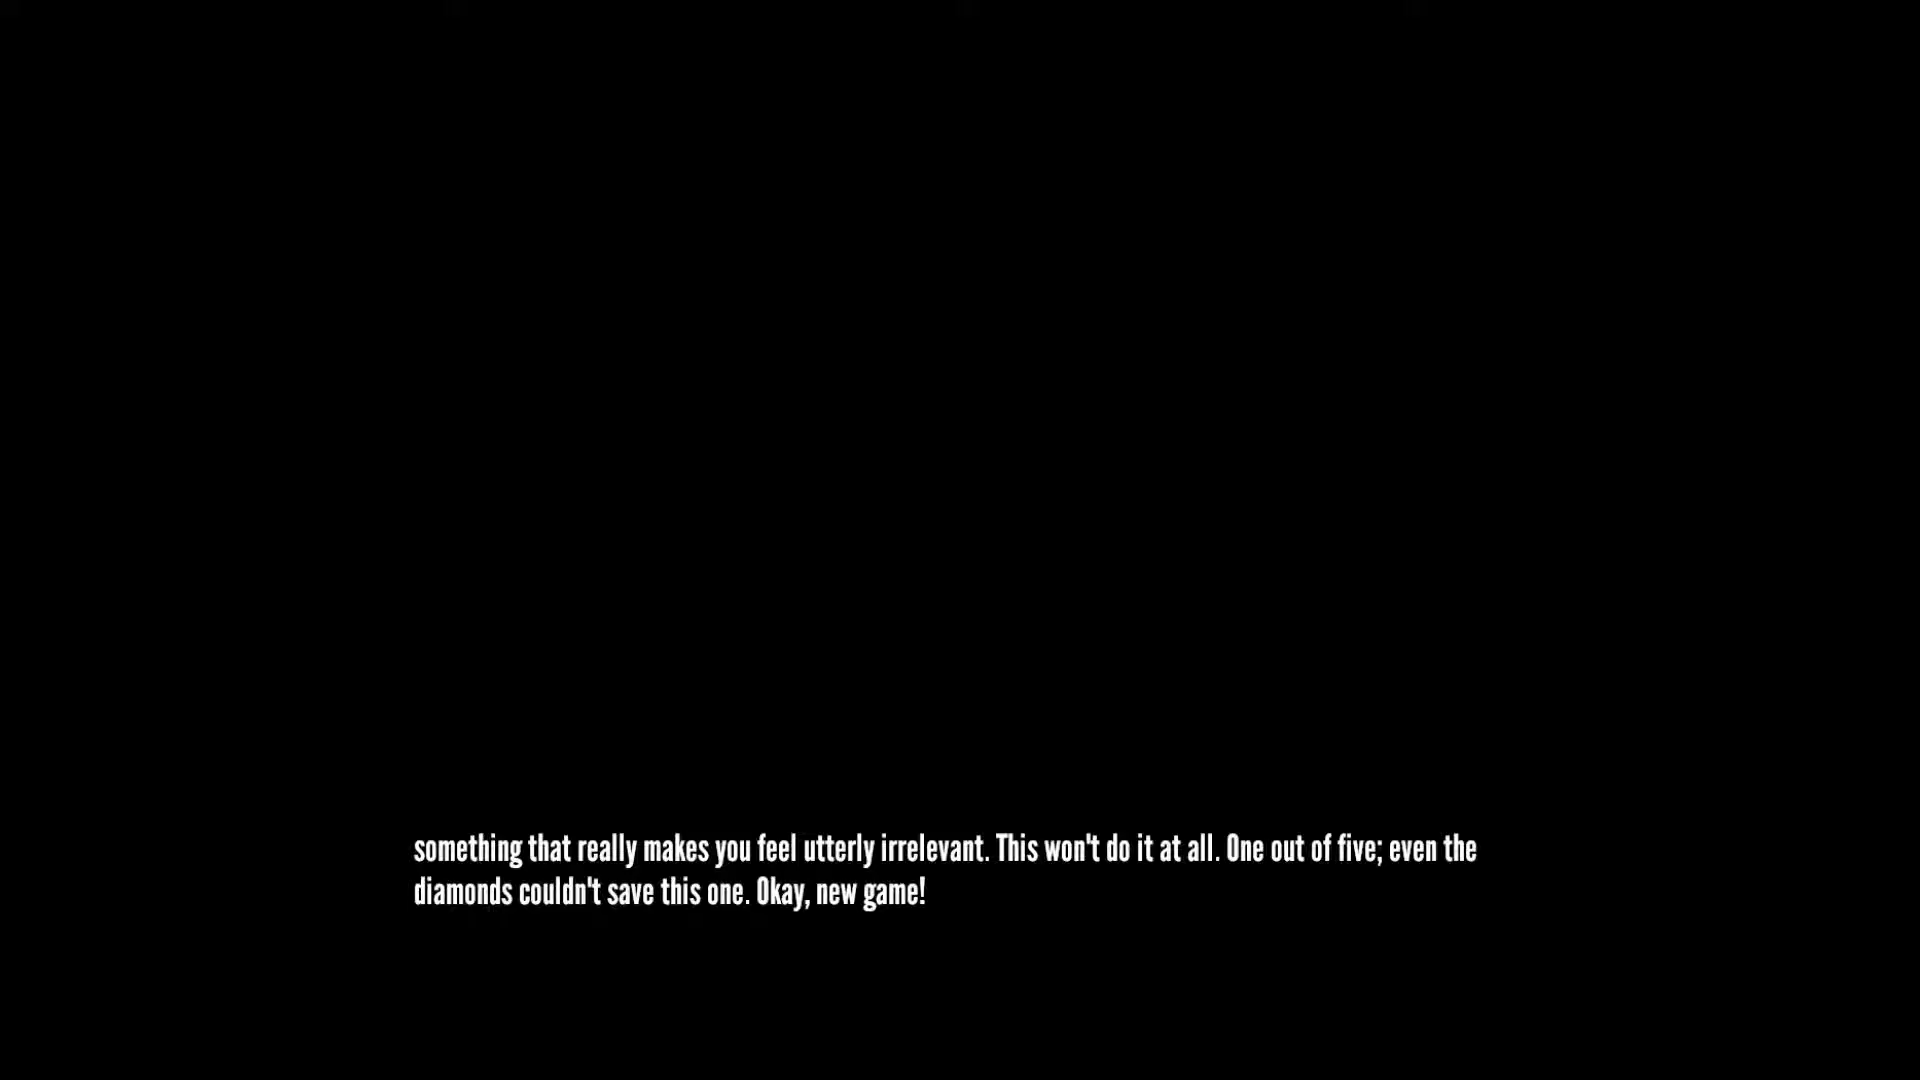 something that really makes you feel utterly irrelevant. This won't do it at all. One out of five; even the
diamonds couldn't save this one. Okay, new game!